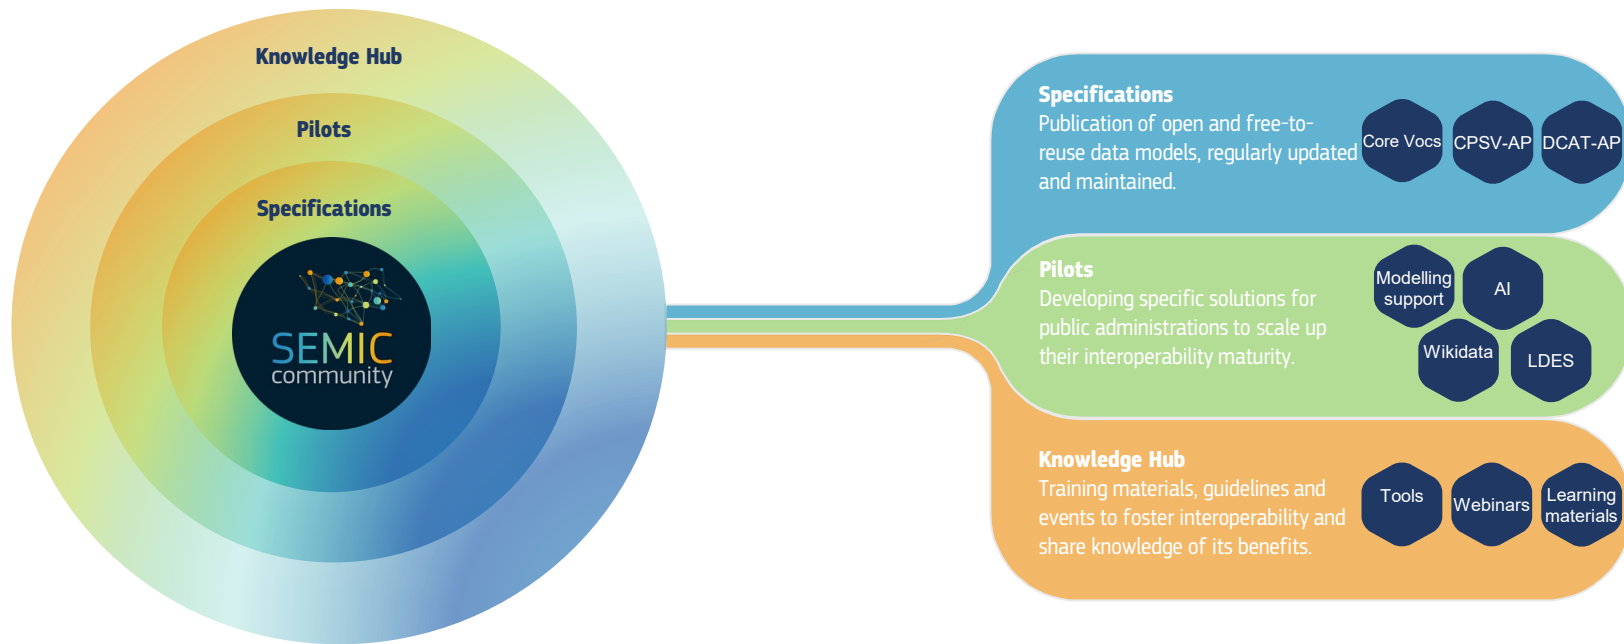 Knowledge Hub
Pilots
Specifications
SEMIC
community
Specifications
Publication of open and free-to-
reuse data models, regularly updated
and maintained.
Core Vocs
CPSV-AP
DCAT-AP
Pilots
Developing specific solutions for
public administrations to scale up
their interoperability maturity.
Modelling
support
AI
Wikidata
LDES
Knowledge Hub
Training materials, guidelines and
events to foster interoperability and
share knowledge of its benefits.
Tools
Webinars
Learning
materials